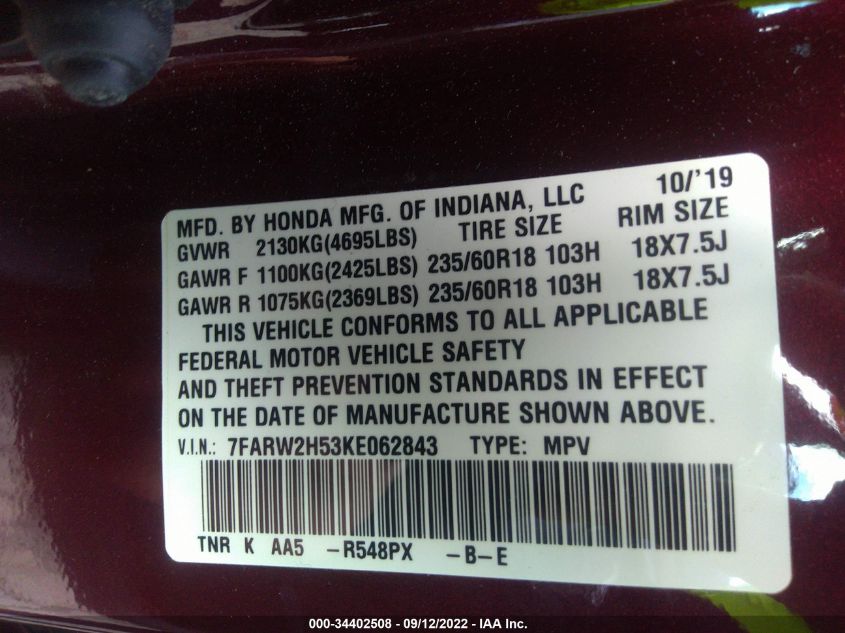 MFD. BY HONDA MFG. OF INDIANA, LLC 10/'19
GVWR 2130KG(4695LBS) TIRE SIZE RIM SIZE
GAWR F 1100KG(2425LBS) 235/60R18 103H 18X7.5J
GAWR R 1075KG(2369LBS) 235/60R18 103H 18X7.5J
THIS VEHICLE CONFORMS TO ALL APPLICABLE
FEDERAL MOTOR VEHICLE SAFETY
AND THEFT PREVENTION STANDARDS IN EFFECT
ON THE DATE OF MANUFACTURE SHOWN ABOVE.
V.I.N.: 7FARW2H53KE062843 TYPE: MPV
TNR K AA5 -R548PX -B-E
000-34402508 - 09/12/2022 - IAA Inc.